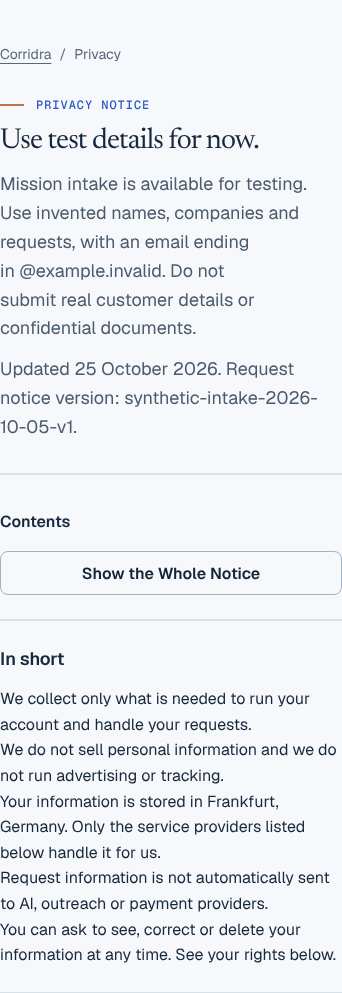 Corridra / Privacy
PRIVACY NOTICE
Use test details for now.
Mission intake is available for testing.
Use invented names, companies and
requests, with an email ending
in @example.invalid. Do not
submit real customer details or
confidential documents.
Updated 25 October 2026. Request
notice version: synthetic-intake-2026-
10-05-v1.
Contents
Show the Whole Notice
In short
We collect only what is needed to run your
account and handle your requests.
We do not sell personal information and we do
not run advertising or tracking.
Your information is stored in Frankfurt,
Germany. Only the service providers listed
below handle it for us.
Request information is not automatically sent
to AI, outreach or payment providers.
You can ask to see, correct or delete your
information at any time. See your rights below.